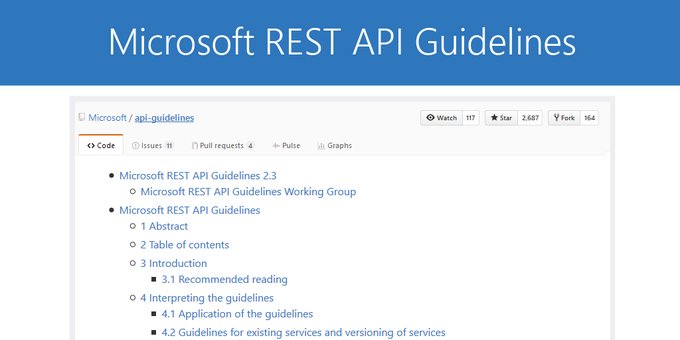 Microsoft REST API Guidelines
Microsoft / api-guidelines
Watch 117 Star 2,687 Fork 164
Code Issues 11 Pull requests 4 Pulse Graphs
Microsoft REST API Guidelines 2.3
Microsoft REST API Guidelines Working Group
Microsoft REST API Guidelines
1 Abstract
2 Table of contents
3 Introduction
3.1 Recommended reading
4 Interpreting the guidelines
4.1 Application of the guidelines
4.2 Guidelines for existing services and versioning of services